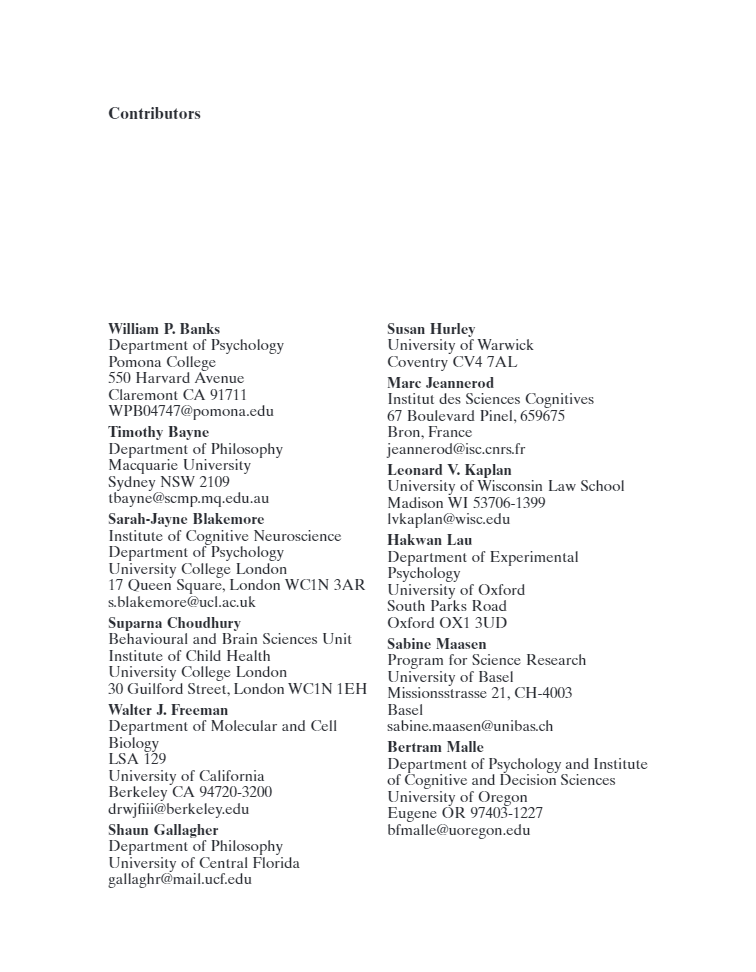 Contributors
William P. Banks
Department of Psychology
Pomona College
550 Harvard Avenue
Claremont CA 91711
WPB04747@pomona.edu
Timothy Bayne
Department of Philosophy
Macquarie University
Sydney NSW 2109
tbayne@scmp.mq.edu.au
Sarah-Jayne Blakemore
Institute of Cognitive Neuroscience
Department of Psychology
University College London
17 Queen Square, London WC1N 3AR
s.blakemore@ucl.ac.uk
Suparna Choudhury
Behavioural and Brain Sciences Unit
Institute of Child Health
University College London
30 Guilford Street, London WC1N 1EH
Walter J. Freeman
Department of Molecular and Cell
Biology
LSA 129
University of California
Berkeley CA 94720-3200
drwjfiii@berkeley.edu
Shaun Gallagher
Department of Philosophy
University of Central Florida
gallaghr@mail.ucf.edu
Susan Hurley
University of Warwick
Coventry CV4 7AL
Marc Jeannerod
Institut des Sciences Cognitives
67 Boulevard Pinel, 659675
Bron, France
jeannerod@isc.cnrs.fr
Leonard V. Kaplan
University of Wisconsin Law School
Madison WI 53706-1399
lvkaplan@wisc.edu
Hakwan Lau
Department of Experimental
Psychology
University of Oxford
South Parks Road
Oxford OX1 3UD
Sabine Maasen
Program for Science Research
University of Basel
Missionsstrasse 21, CH-4003
Basel
sabine.maasen@unibas.ch
Bertram Malle
Department of Psychology and Institute
of Cognitive and Decision Sciences
University of Oregon
Eugene OR 97403-1227
bfmalle@uoregon.edu